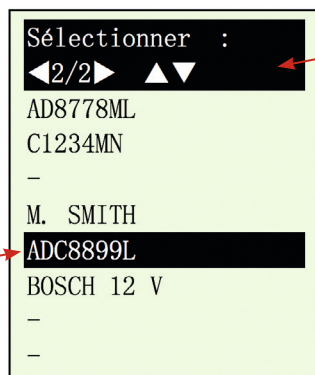 Sélectionner :
◀2/2▶ ▲▼
AD8778ML
C1234MN
–
M. SMITH
ADC8899L
BOSCH 12 V
–
–